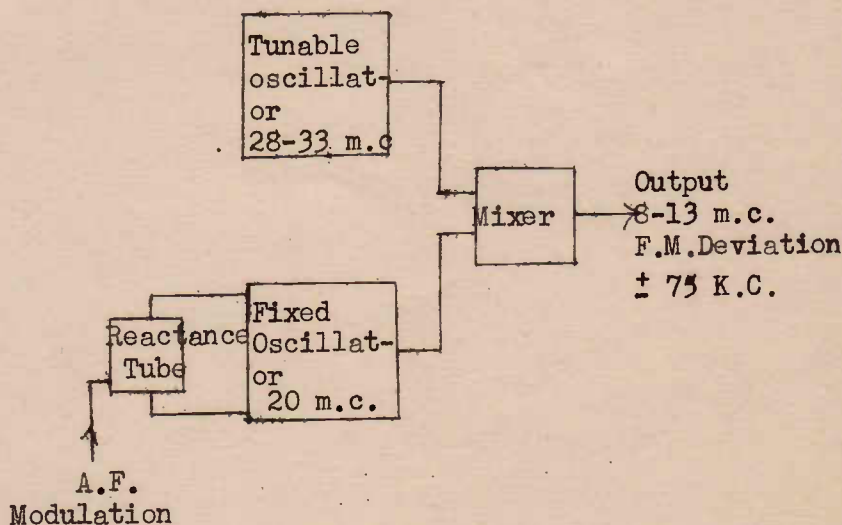 Tunable
oscillat-
or
28-33 m.c
Mixer
Output
8-13 m.c.
F.M.Deviation
± 75 K.C.
Reactance
Tube
Fixed
Oscillat-
or
20 m.c.
A.F.
Modulation